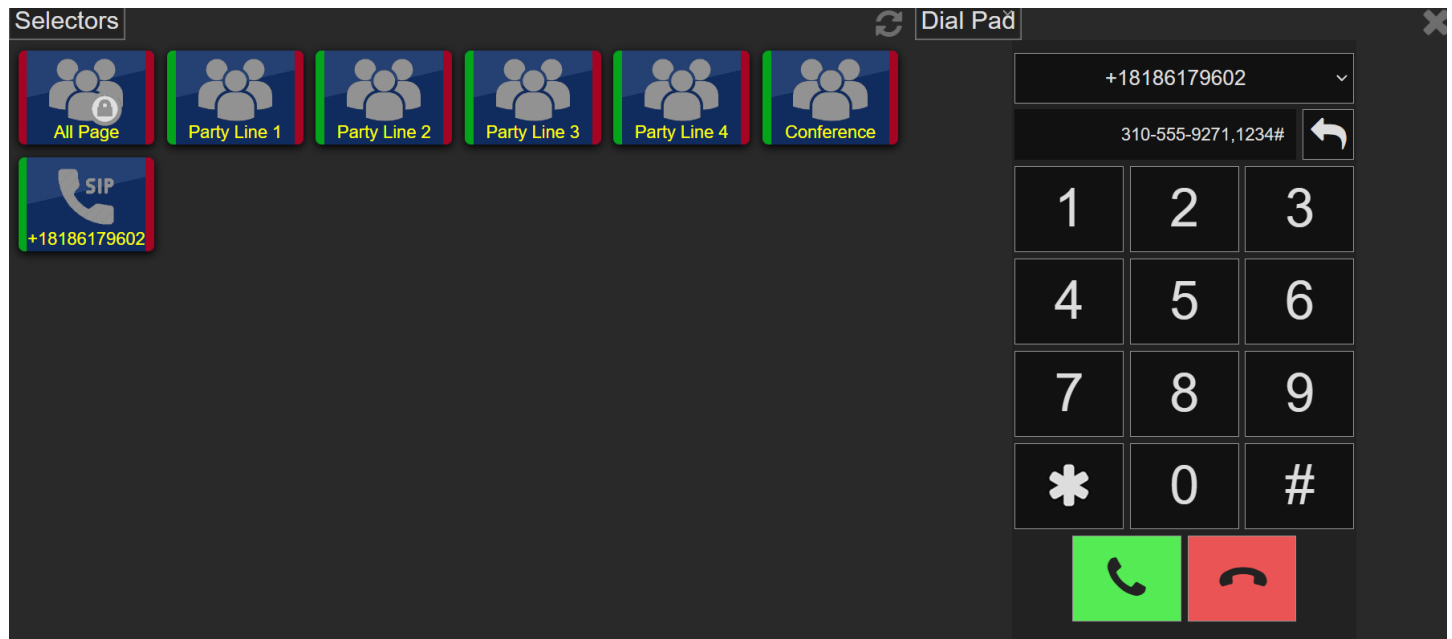 Selectors
Dial Pad
All Page
Party Line 1
Party Line 2
Party Line 3
Party Line 4
Conference
SIP
+18186179602
+18186179602
310-555-9271,1234#
1 2 3
4 5 6
7 8 9
* 0 #